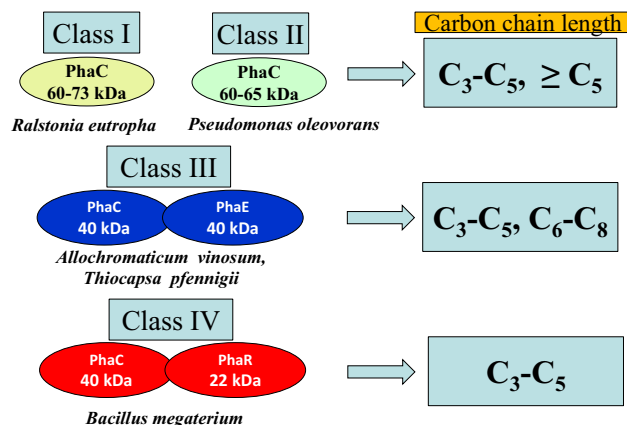 Class I
Class II
Carbon chain length
PhaC
60-73 kDa
PhaC
60-65 kDa
C3-C5, ≥ C5
Ralstonia eutropha
Pseudomonas oleovorans
Class III
PhaC
40 kDa
PhaE
40 kDa
C3-C5, C6-C8
Allochromaticum vinosum,
Thiocapsa pfennigii
Class IV
PhaC
40 kDa
PhaR
22 kDa
C3-C5
Bacillus megaterium